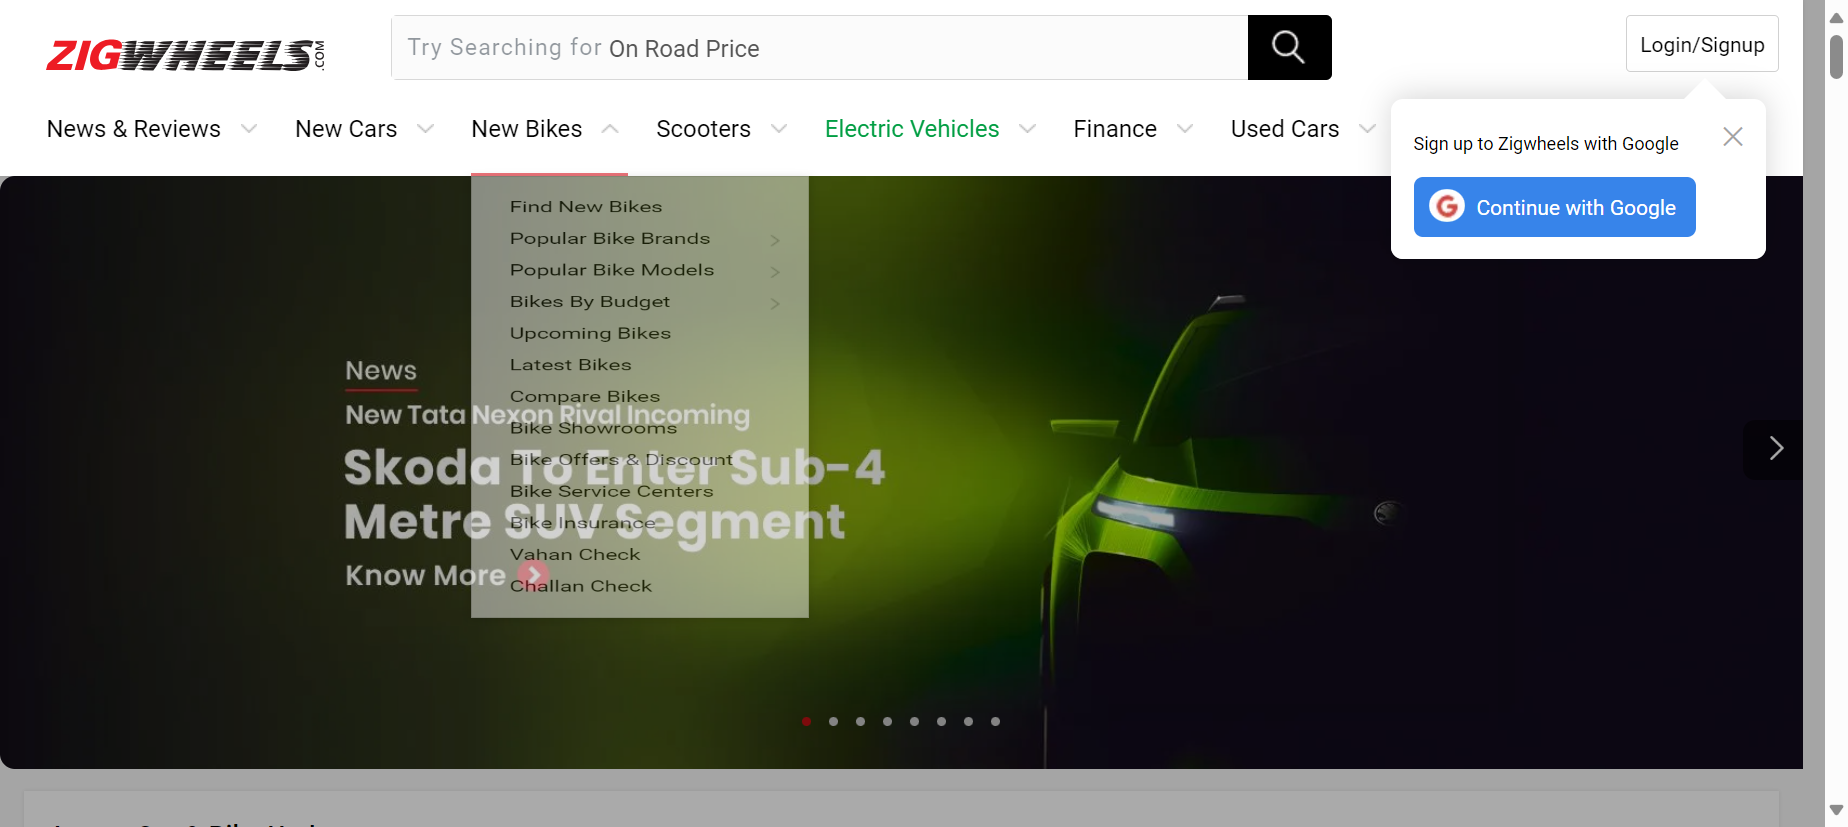 ZIGWHEELS.COM
Try Searching for On Road Price
Login/Signup
News & Reviews
New Cars
New Bikes
Scooters
Electric Vehicles
Finance
Used Cars
Sign up to Zigwheels with Google
Continue with Google
Find New Bikes
Popular Bike Brands
Popular Bike Models
Bikes By Budget
Upcoming Bikes
Latest Bikes
Compare Bikes
Bike Showrooms
Bike Offers & Discount
Bike Service Centers
Bike Insurance
Vahan Check
Challan Check
News
New Tata Nexon Rival Incoming
Skoda To Enter Sub-4
Metre SUV Segment
Know More